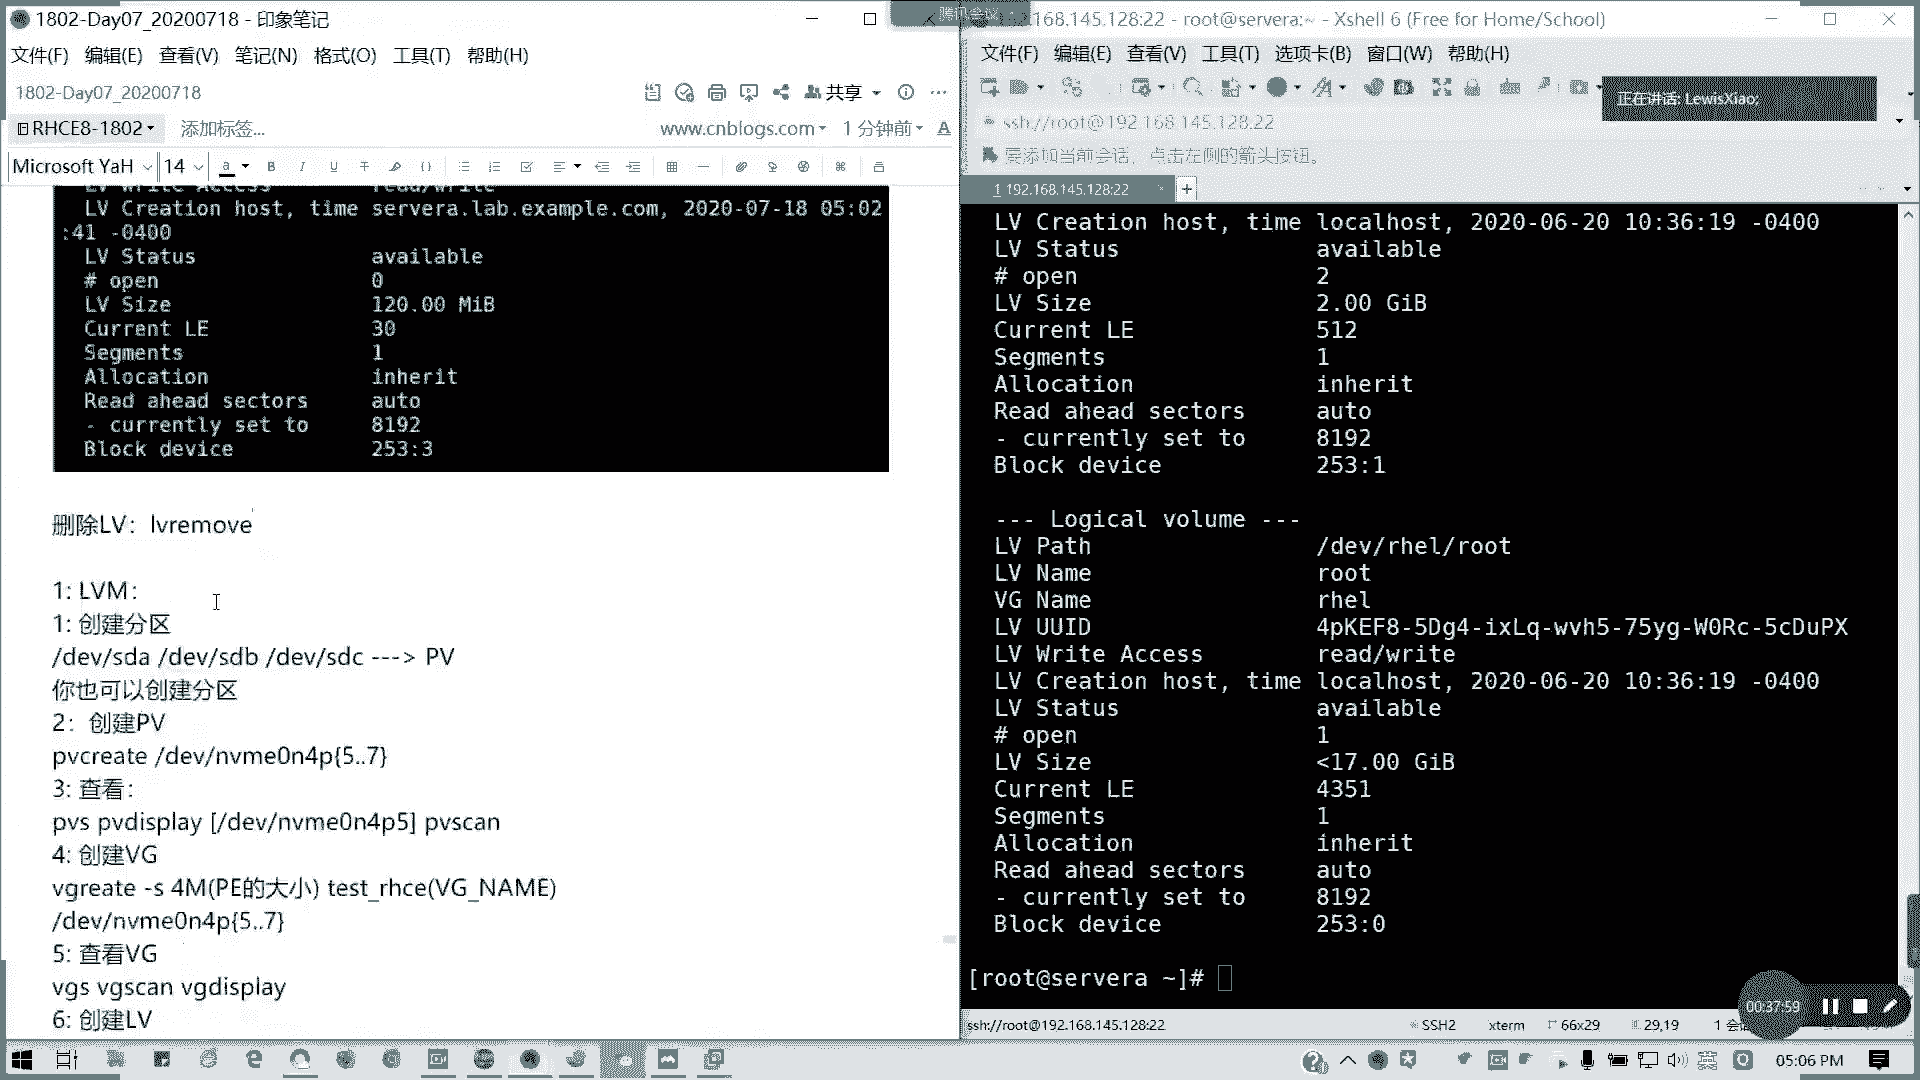 1802-Day07_20200718 - 印象笔记
文件(F) 编辑(E) 查看(V) 笔记(N) 格式(O) 工具(T) 帮助(H)
1802-Day07_20200718
共享
RHCE8-1802
添加标签...
www.cnblogs.com
1 分钟前
Microsoft YaH 14
LV Write Access read/write
LV Creation host, time servera.lab.example.com, 2020-07-18 05:02
:41 -0400
LV Status available
# open 0
LV Size 120.00 MiB
Current LE 30
Segments 1
Allocation inherit
Read ahead sectors auto
- currently set to 8192
Block device 253:3
删除LV：lvremove
1: LVM：
1: 创建分区
/dev/sda /dev/sdb /dev/sdc ---> PV
你也可以创建分区
2：创建PV
pvcreate /dev/nvme0n4p{5..7}
3: 查看：
pvs pvdisplay [/dev/nvme0n4p5] pvscan
4: 创建VG
vgreate -s 4M(PE的大小) test_rhce(VG_NAME)
/dev/nvme0n4p{5..7}
5: 查看VG
vgs vgscan vgdisplay
6: 创建LV
腾讯会议
.168.145.128:22 - root@servera:~ - Xshell 6 (Free for Home/School)
文件(F) 编辑(E) 查看(V) 工具(T) 选项卡(B) 窗口(W) 帮助(H)
正在讲话: LewisXiao;
ssh://root@192.168.145.128:22
要添加当前会话，点击左侧的箭头按钮。
1 192.168.145.128:22
LV Creation host, time localhost, 2020-06-20 10:36:19 -0400
LV Status available
# open 2
LV Size 2.00 GiB
Current LE 512
Segments 1
Allocation inherit
Read ahead sectors auto
- currently set to 8192
Block device 253:1
--- Logical volume ---
LV Path /dev/rhel/root
LV Name root
VG Name rhel
LV UUID 4pKEF8-5Dg4-ixLq-wvh5-75yg-W0Rc-5cDuPX
LV Write Access read/write
LV Creation host, time localhost, 2020-06-20 10:36:19 -0400
LV Status available
# open 1
LV Size <17.00 GiB
Current LE 4351
Segments 1
Allocation inherit
Read ahead sectors auto
- currently set to 8192
Block device 253:0
[root@servera ~]#
00:37:59
ssh://root@192.168.145.128:22 SSH2 xterm 66x29 29,19
05:06 PM